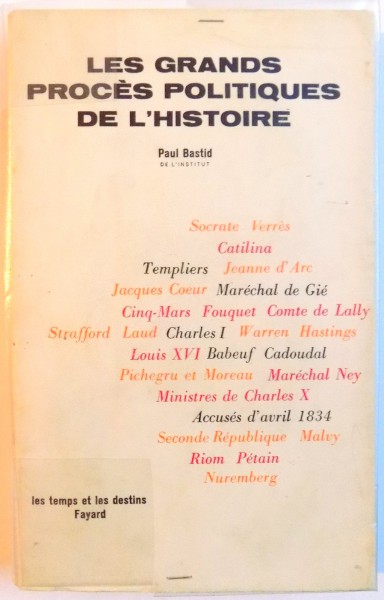 LES GRANDS
PROCÈS POLITIQUES
DE L'HISTOIRE
Paul Bastid
DE L'INSTITUT
Socrate Verrès
Catilina
Templiers Jeanne d'Arc
Jacques Coeur Maréchal de Gié
Cinq-Mars Fouquet Comte de Lally
Strafford Laud Charles I Warren Hastings
Louis XVI Babeuf Cadoudal
Pichegru et Moreau Maréchal Ney
Ministres de Charles X
Accusés d'avril 1834
Seconde République Malvy
Riom Pétain
Nuremberg
les temps et les destins
Fayard